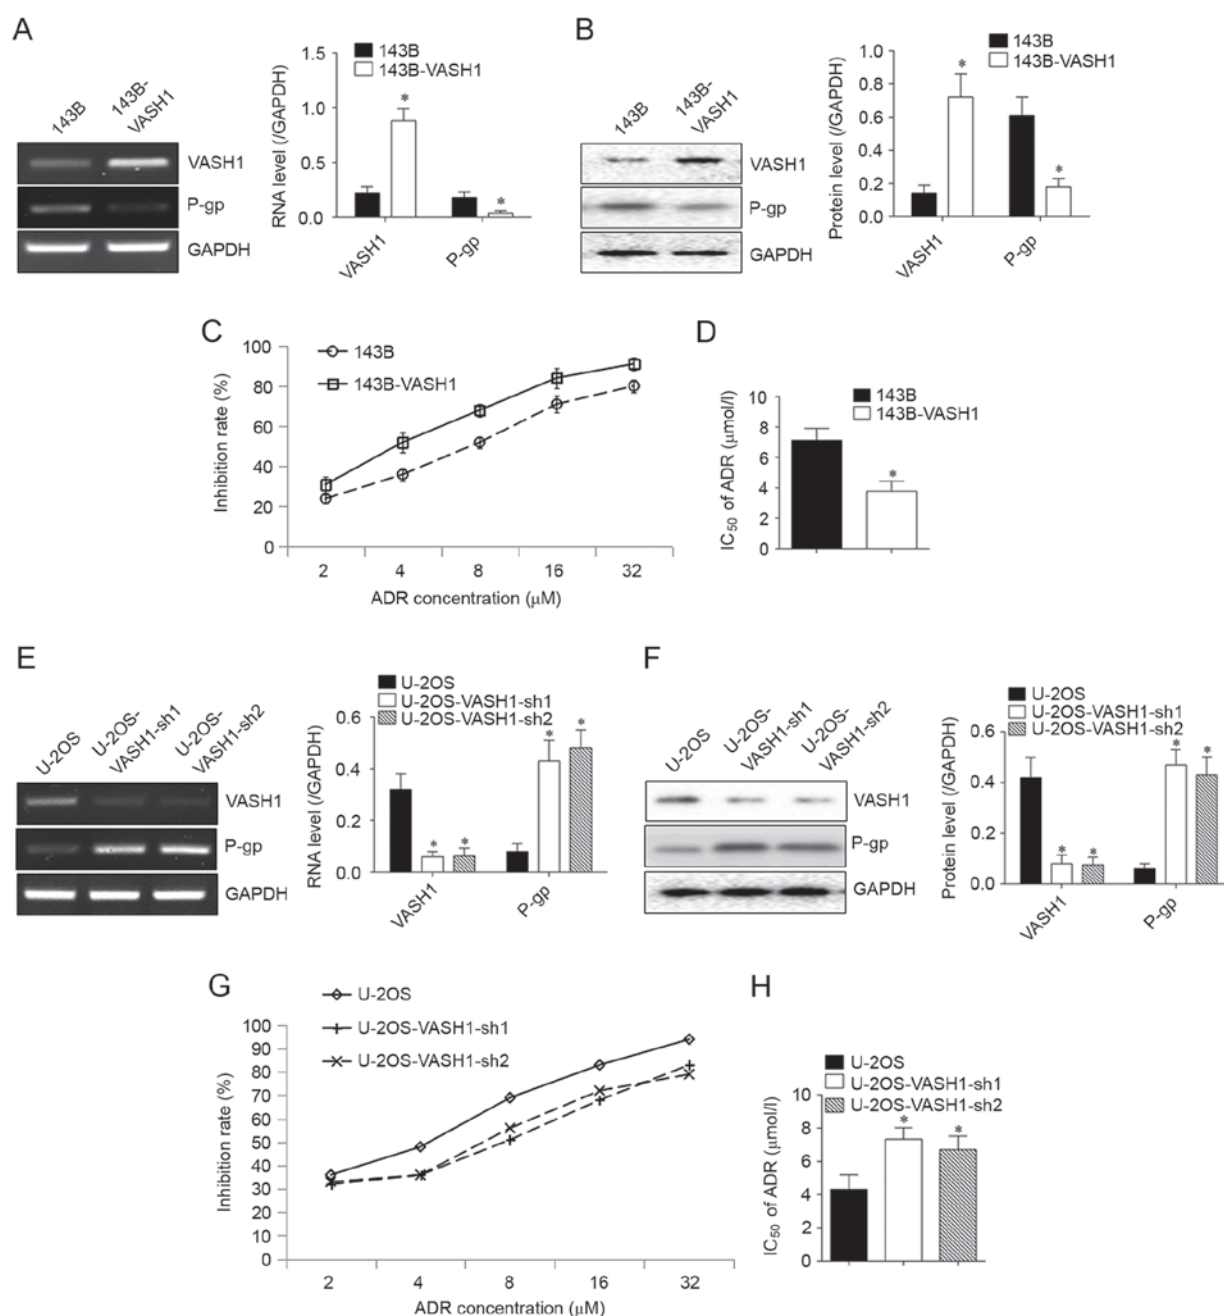 A
143B
143B-
VASH1
VASH1
P-gp
GAPDH
RNA level (/GAPDH)
1.5
1.0
0.5
0.0
143B
143B-VASH1
*
*
VASH1
P-gp
B
143B
143B-
VASH1
VASH1
P-gp
GAPDH
Protein level (/GAPDH)
1.0
0.8
0.6
0.4
0.2
0.0
143B
143B-VASH1
*
*
VASH1
P-gp
C
Inhibition rate (%)
100
80
60
40
20
0
143B
143B-VASH1
2
4
8
16
32
ADR concentration (μM)
D
IC50 of ADR (μmol/l)
10
8
6
4
2
0
143B
143B-VASH1
*
E
U-2OS
U-2OS-
VASH1-sh1
U-2OS-
VASH1-sh2
VASH1
P-gp
GAPDH
RNA level (/GAPDH)
0.6
0.4
0.2
0.0
U-2OS
U-2OS-VASH1-sh1
U-2OS-VASH1-sh2
*
*
*
*
VASH1
P-gp
F
U-2OS
U-2OS-
VASH1-sh1
U-2OS-
VASH1-sh2
VASH1
P-gp
GAPDH
Protein level (/GAPDH)
0.6
0.4
0.2
0.0
U-2OS
U-2OS-VASH1-sh1
U-2OS-VASH1-sh2
*
*
*
*
VASH1
P-gp
G
Inhibition rate (%)
100
90
80
70
60
50
40
30
20
10
0
U-2OS
U-2OS-VASH1-sh1
U-2OS-VASH1-sh2
2
4
8
16
32
ADR concentration (μM)
H
IC50 of ADR (μmol/l)
10
8
6
4
2
0
U-2OS
U-2OS-VASH1-sh1
U-2OS-VASH1-sh2
*
*